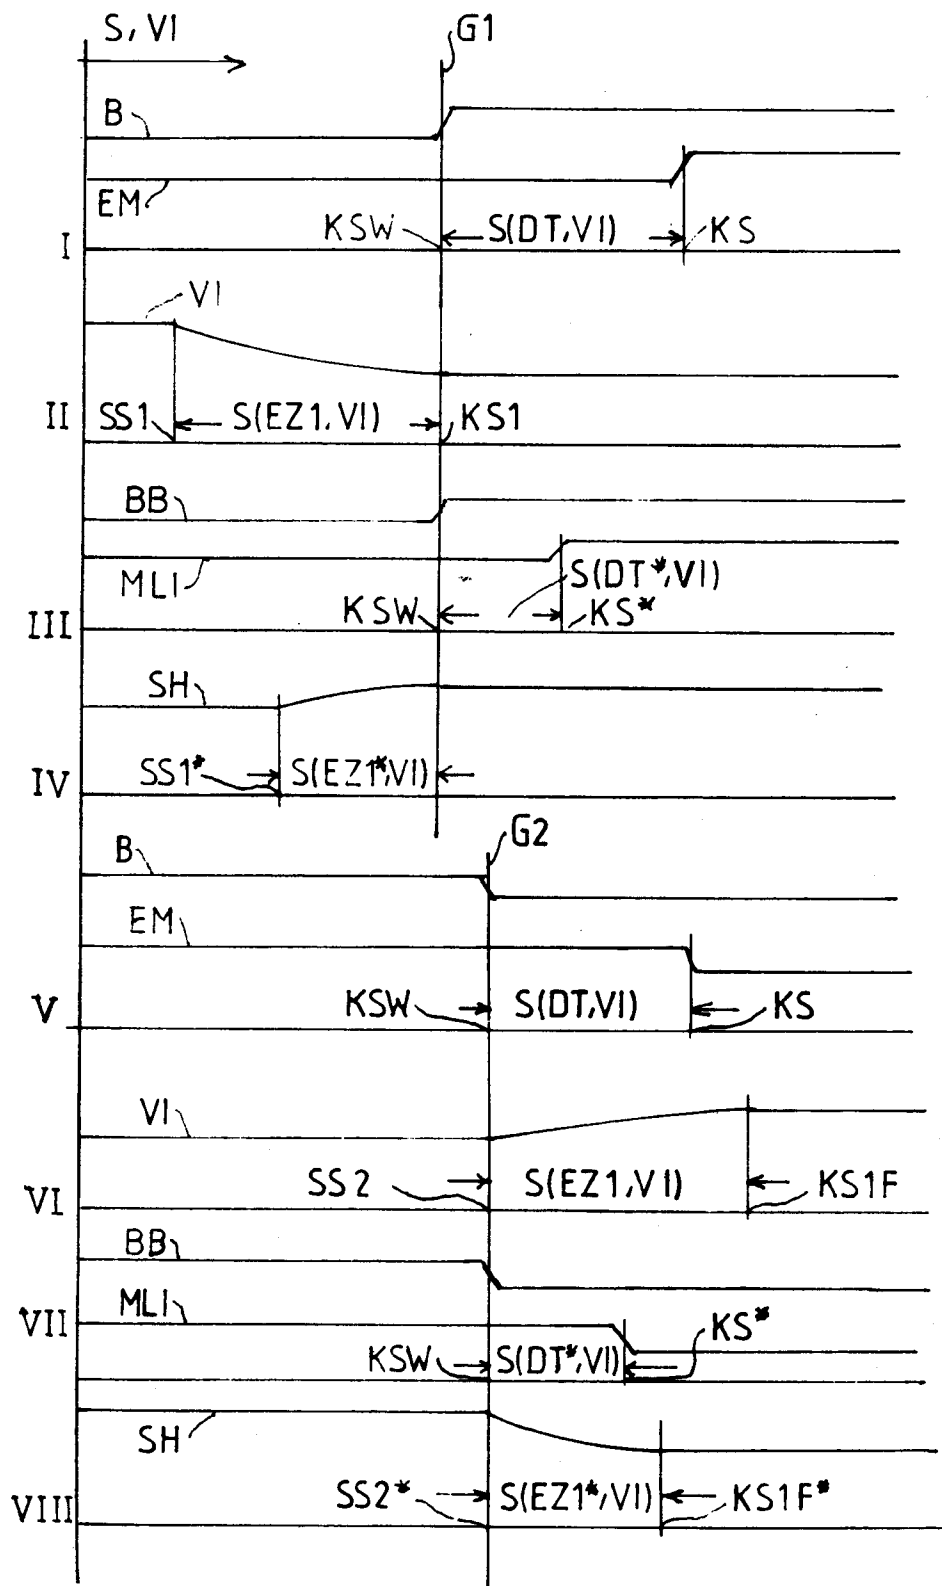 S, VI
G1
B
EM
KSW
S(DT,VI)
KS
I
VI
II
SS1
S(EZ1,VI)
KS1
BB
MLI
S(DT*,VI)
III
KSW
KS*
SH
IV
SS1*
S(EZ1*,VI)
G2
B
EM
V
KSW
S(DT,VI)
KS
VI
VI
SS2
S(EZ1,VI)
KS1F
BB
VII
MLI
KS*
KSW
S(DT*,VI)
SH
VIII
SS2*
S(EZ1*,VI)
KS1F*